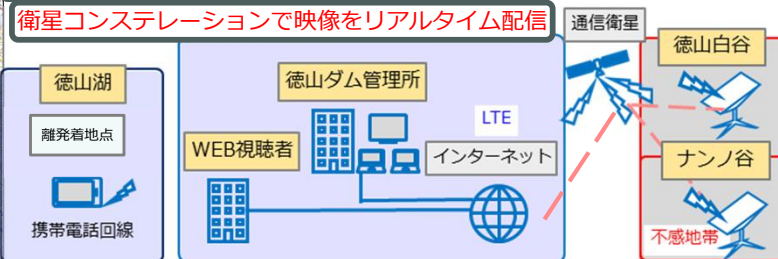 衛星コンステレーションで映像をリアルタイム配信
通信衛星
徳山湖
離発着地点
携帯電話回線
徳山ダム管理所
WEB視聴者
LTE
インターネット
徳山白谷
ナンノ谷
不感地帯